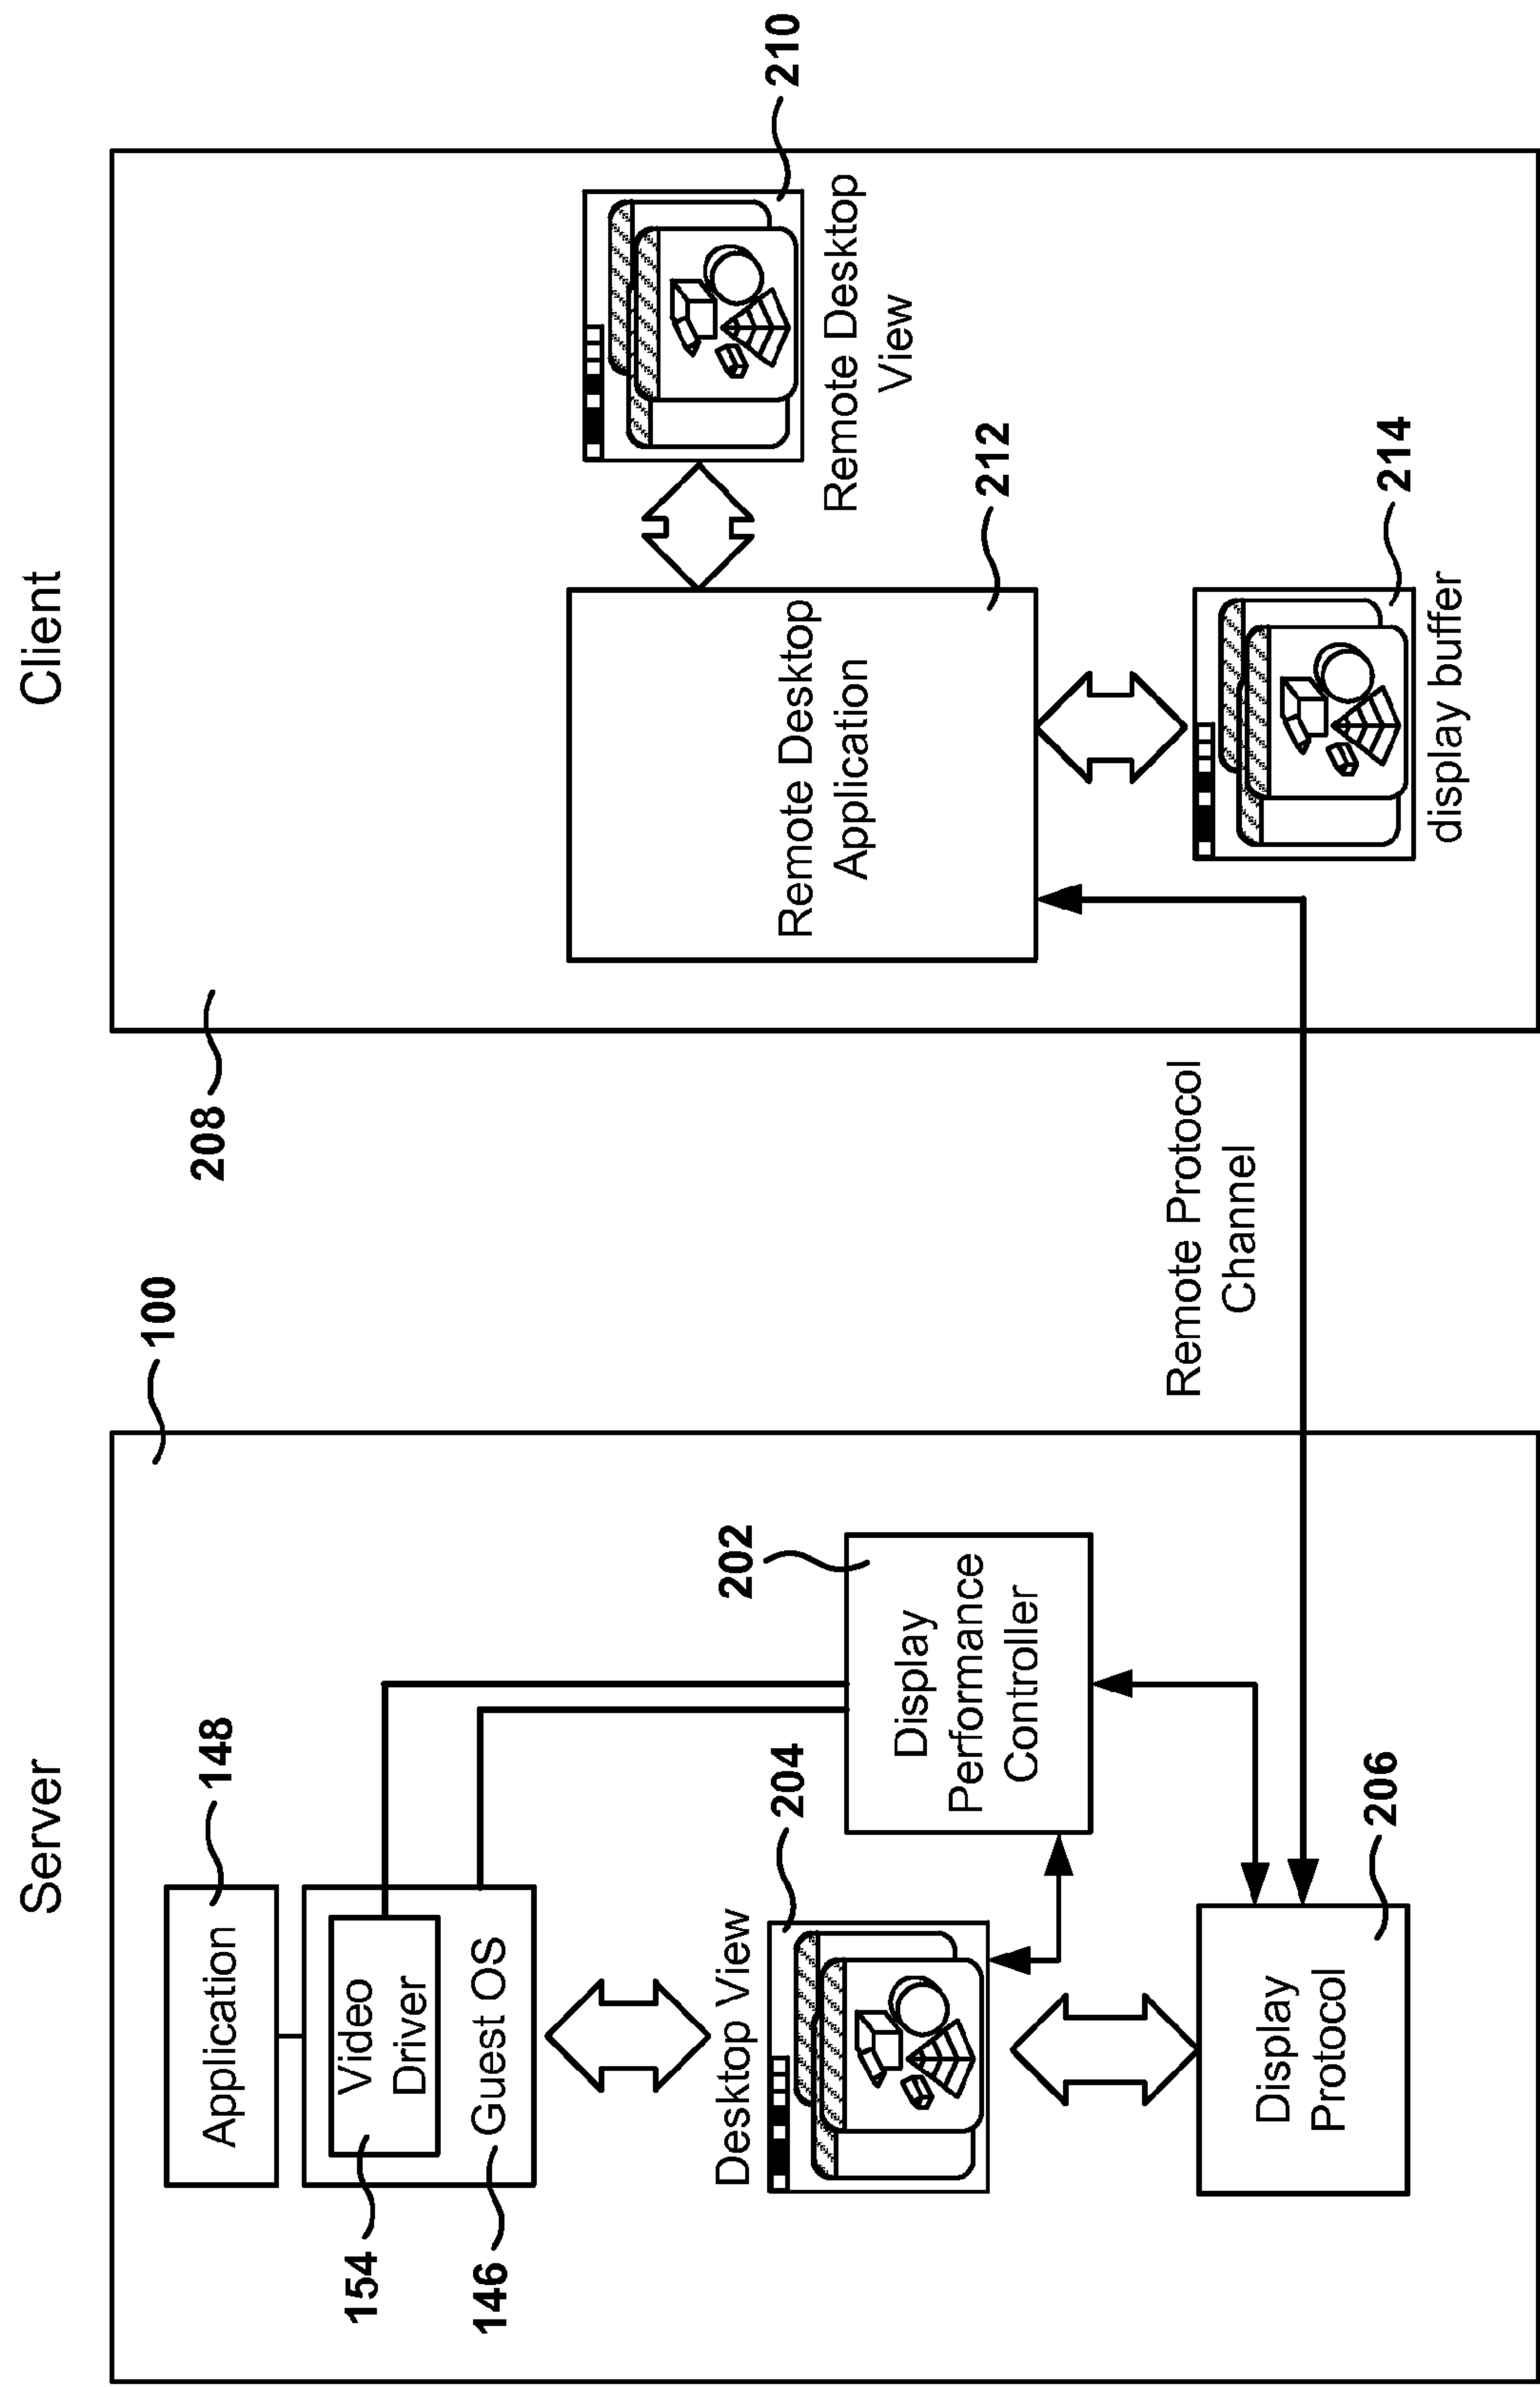 Server
Client
100
Application
148
Video
Driver
154
Guest OS
146
Desktop View
204
202
Display
Performance
Controller
Display
Protocol
206
Remote Protocol
Channel
208
Remote Desktop
Application
212
210
Remote Desktop
View
214
display buffer